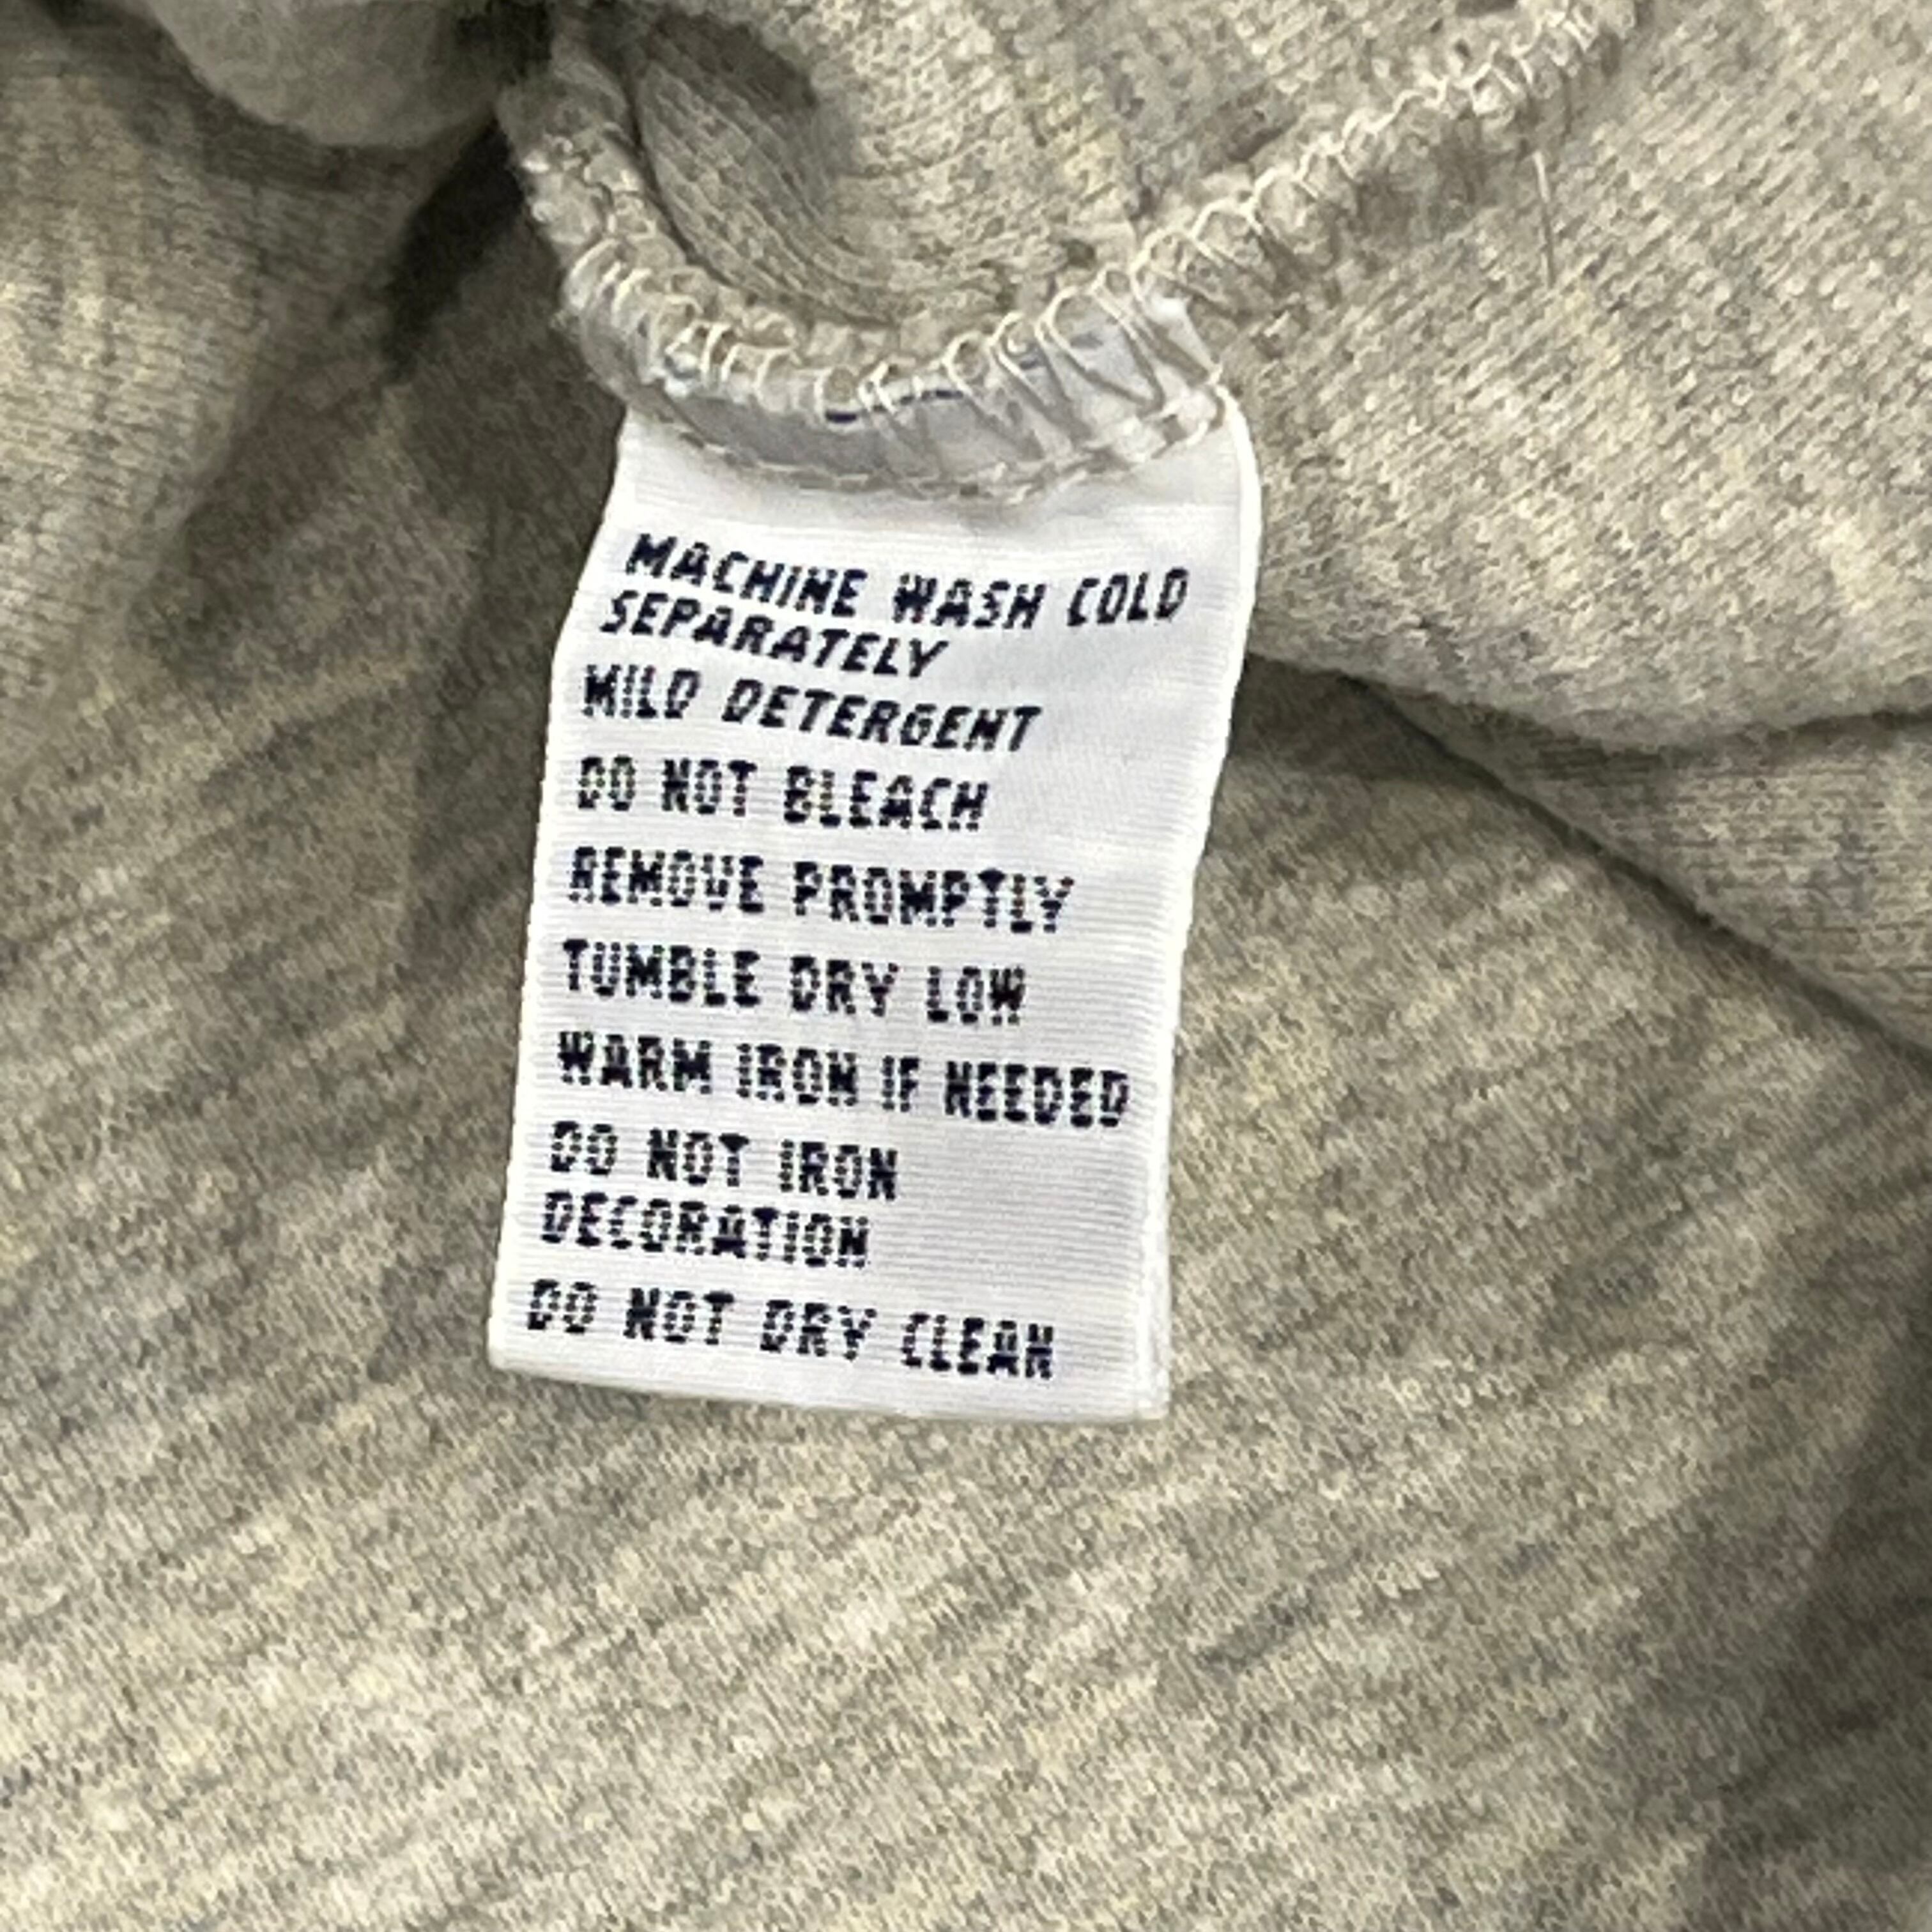 MACHINE WASH COLD
SEPARATELY
MILD DETERGENT
DO NOT BLEACH
REMOVE PROMPTLY
TUMBLE DRY LOW
WARM IRON IF NEEDED
DO NOT IRON
DECORATION
DO NOT DRY CLEAN